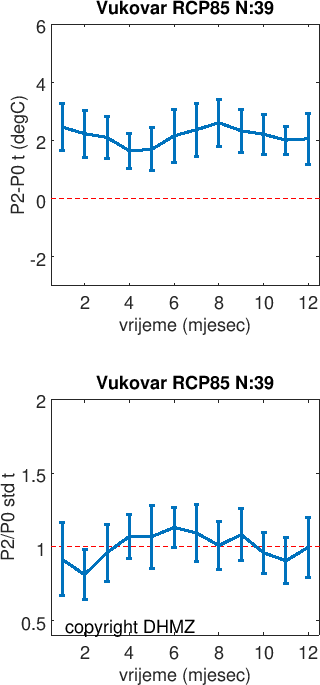 Vukovar RCP85 N:39
6
4
2
0
-2
P2-P0 t (degC)
2 4 6 8 10 12
vrijeme (mjesec)
Vukovar RCP85 N:39
2
1.5
1
0.5
P2/P0 std t
copyright DHMZ
2 4 6 8 10 12
vrijeme (mjesec)